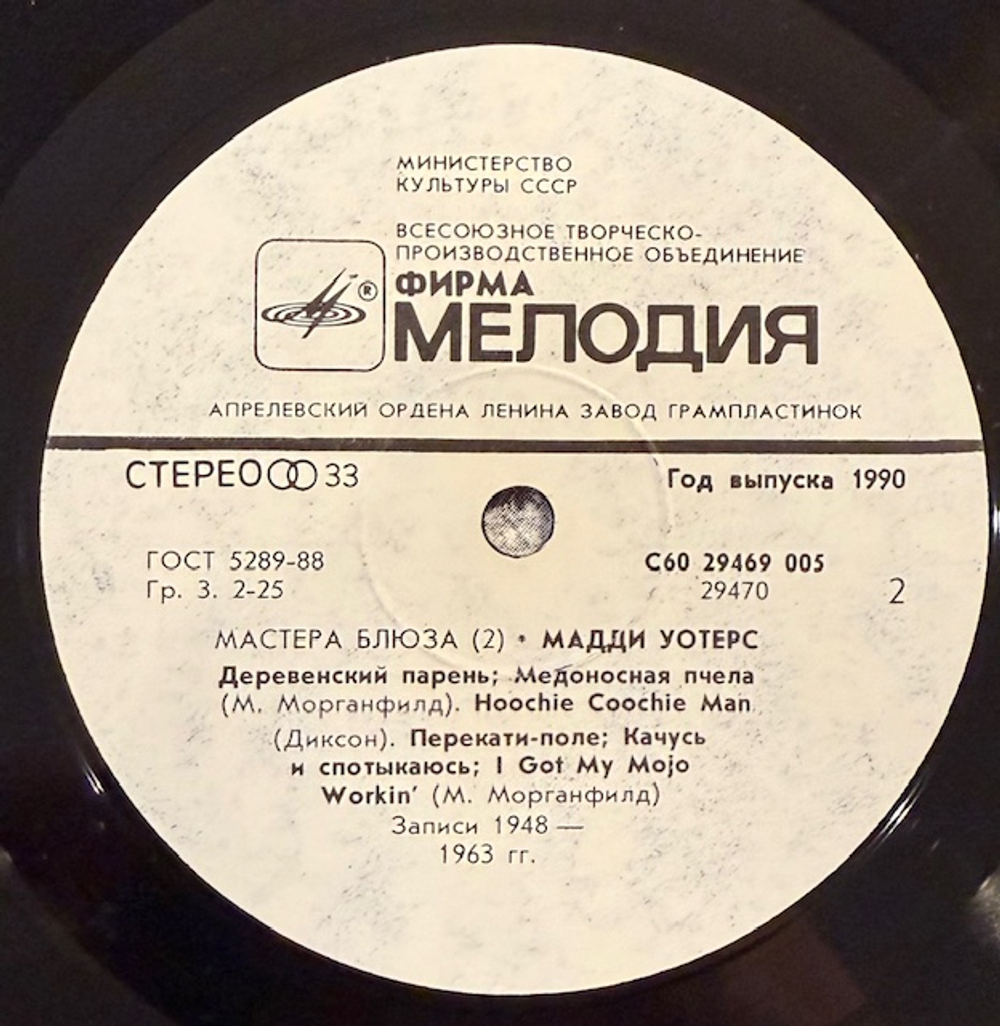 МИНИСТЕРСТВО
КУЛЬТУРЫ СССР
ВСЕСОЮЗНОЕ ТВОРЧЕСКО-
ПРОИЗВОДСТВЕННОЕ ОБЪЕДИНЕНИЕ
®
ФИРМА
МЕЛОДИЯ
АПРЕЛЕВСКИЙ ОРДЕНА ЛЕНИНА ЗАВОД ГРАМПЛАСТИНОК
СТЕРЕО 33
Год выпуска 1990
ГОСТ 5289-88
Гр. 3. 2-25
С60 29469 005
29470
2
МАСТЕРА БЛЮЗА (2) • МАДДИ УОТЕРС
Деревенский парень; Медоносная пчела
(М. Морганфилд). Hoochie Coochie Man
(Диксон). Перекати-поле; Качусь
и спотыкаюсь; I Got My Mojo
Workin' (М. Морганфилд)
Записи 1948 —
1963 гг.